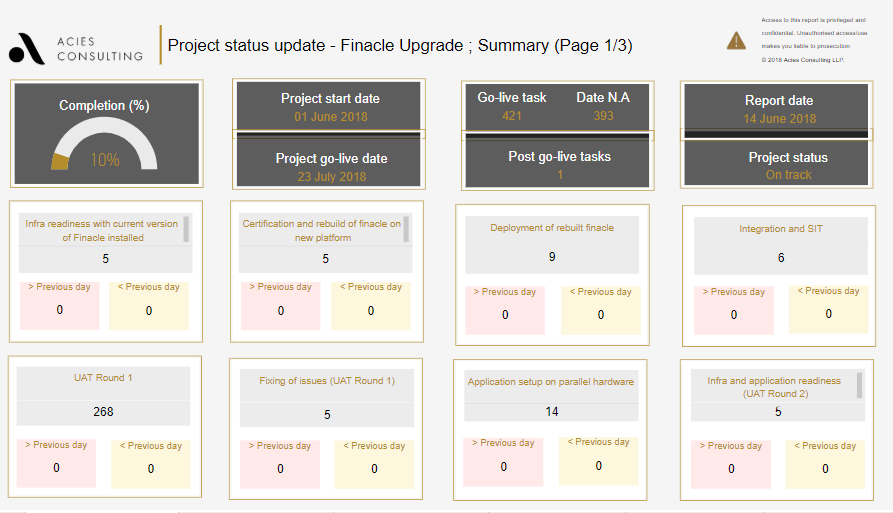 ACIES
CONSULTING
Project status update - Finacle Upgrade ; Summary (Page 1/3)
Access to this report is privileged and
confidential. Unauthorised access/use
makes you liable to prosecution
© 2018 Acies Consulting LLP.
Completion (%)
10%
Project start date
01 June 2018
Project go-live date
23 July 2018
Go-live task Date N.A
421 393
Post go-live tasks
1
Report date
14 June 2018
Project status
On track
Infra readiness with current version
of Finacle installed
5
> Previous day < Previous day
0 0
Certification and rebuild of finacle on
new platform
5
> Previous day < Previous day
0 0
Deployment of rebuilt finacle
9
> Previous day < Previous day
0 0
Integration and SIT
6
> Previous day < Previous day
0 0
UAT Round 1
268
> Previous day < Previous day
0 0
Fixing of issues (UAT Round 1)
5
> Previous day < Previous day
0 0
Application setup on parallel hardware
14
> Previous day < Previous day
0 0
Infra and application readiness
(UAT Round 2)
5
> Previous day < Previous day
0 0